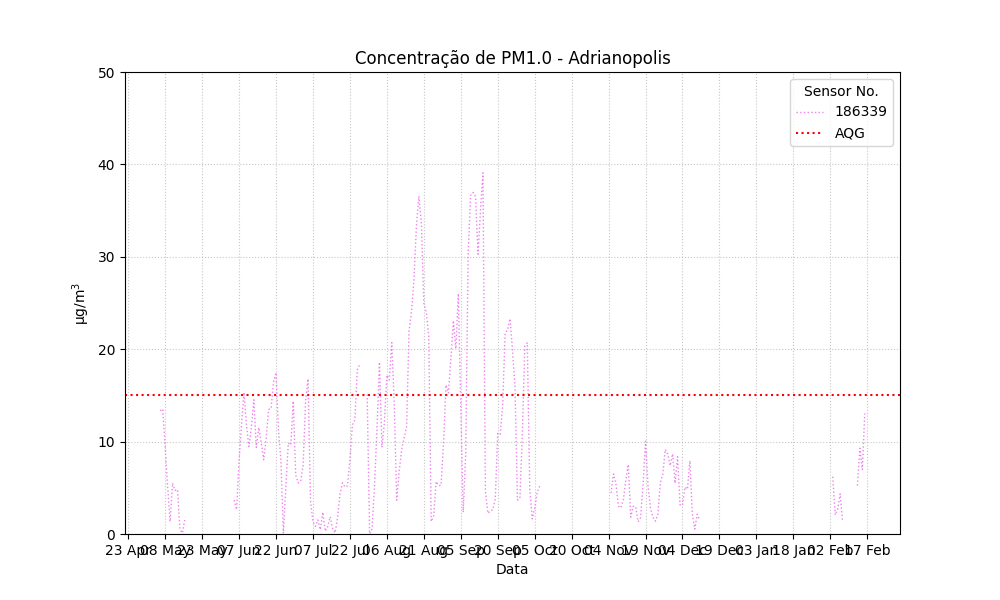 Concentração de PM1.0 - Adrianopolis
Sensor No.
186339
AQG
50
40
30
20
10
0
µg/m³
23 Apr 08 May 23 May 07 Jun 22 Jun 07 Jul 22 Jul 06 Aug 21 Aug 05 Sep 20 Sep 05 Oct 20 Oct 04 Nov 19 Nov 04 Dec 19 Dec 03 Jan 18 Jan 02 Feb 17 Feb
Data